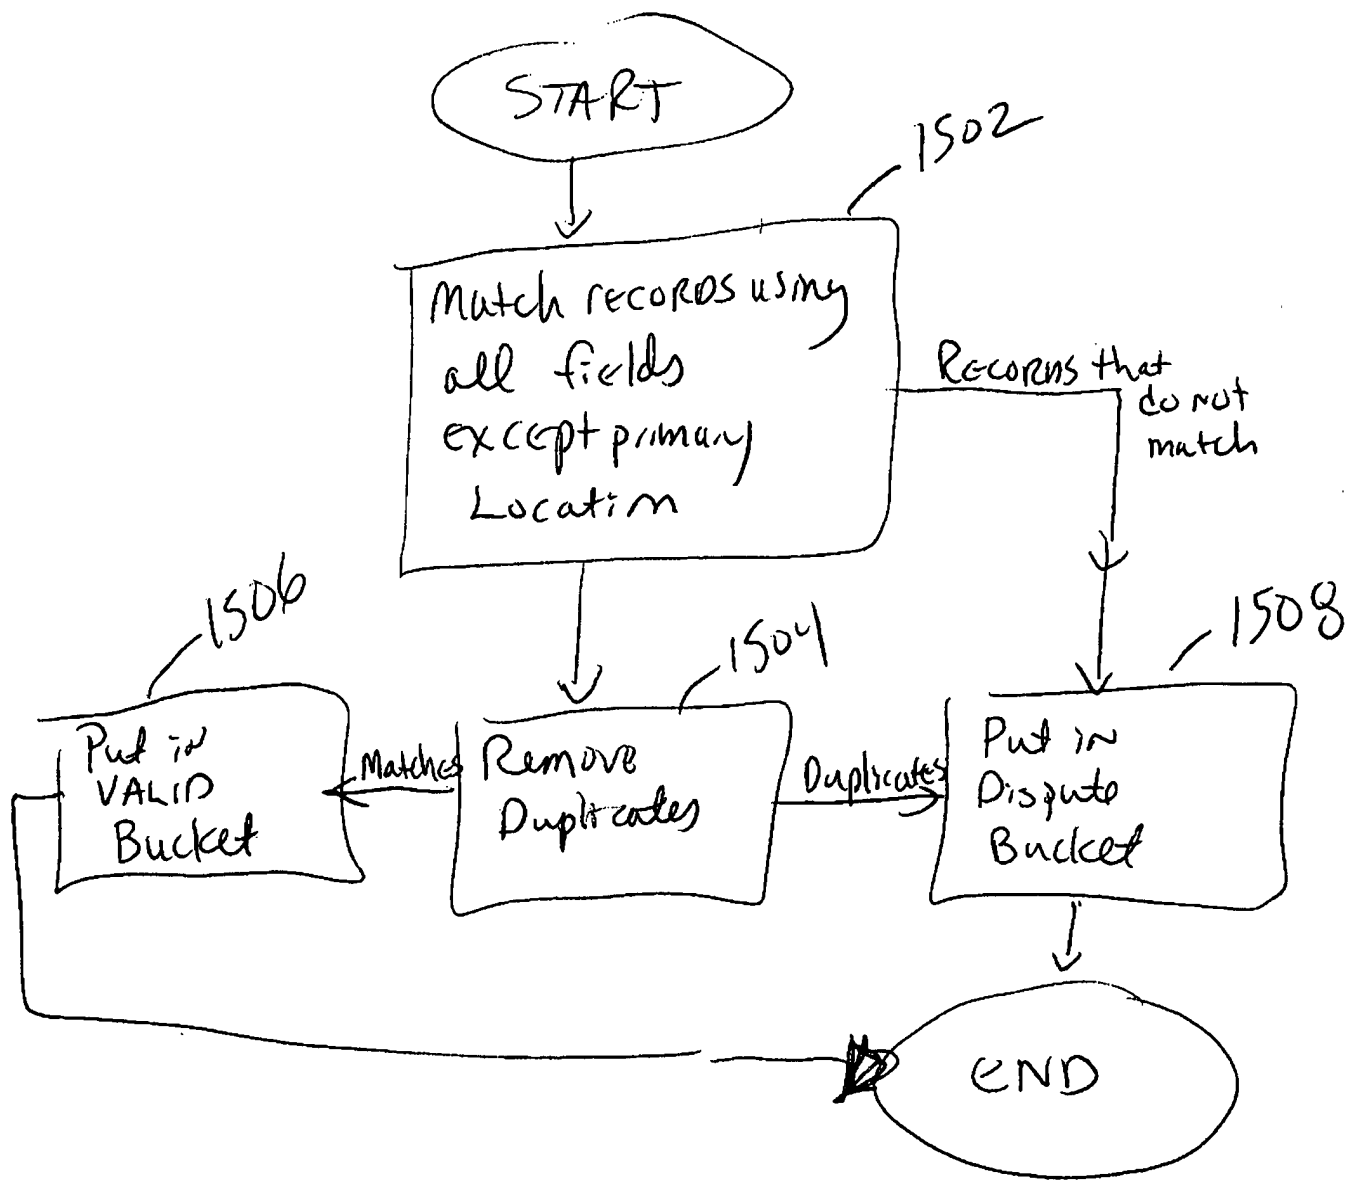 START
1502
Match RECORDS using
all fields
except primary
Location
RECORDS that
do not
match
1506
1504
1508
Put in
VALID
Bucket
Matches
Remove
Duplicates
Duplicates
Put in
Dispute
Bucket
END